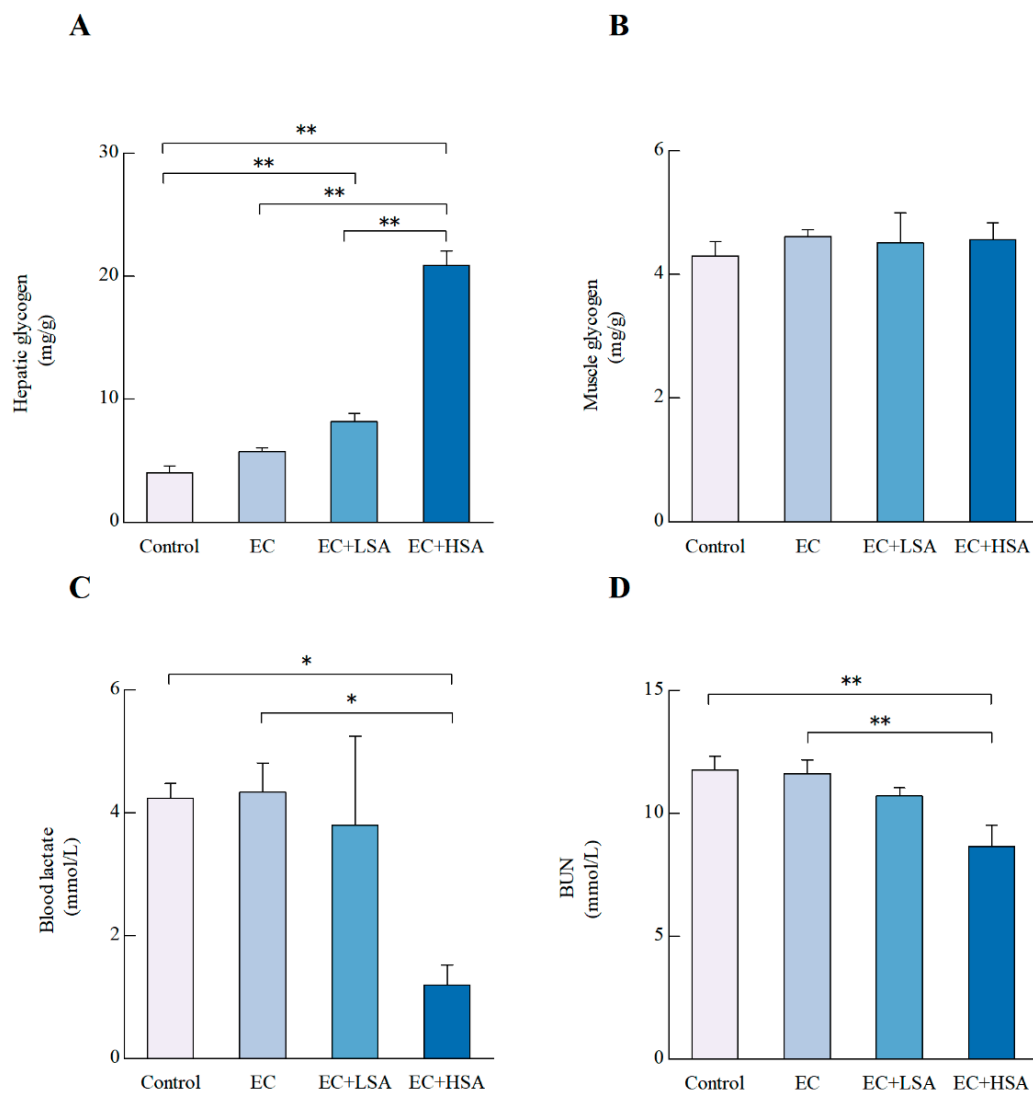 A
B
**
**
**
**
30
20
10
0
Hepatic glycogen
(mg/g)
Control EC EC+LSA EC+HSA
6
4
2
0
Muscle glycogen
(mg/g)
Control EC EC+LSA EC+HSA
C
D
*
*
6
4
2
0
Blood lactate
(mmol/L)
Control EC EC+LSA EC+HSA
**
**
15
10
5
0
BUN
(mmol/L)
Control EC EC+LSA EC+HSA